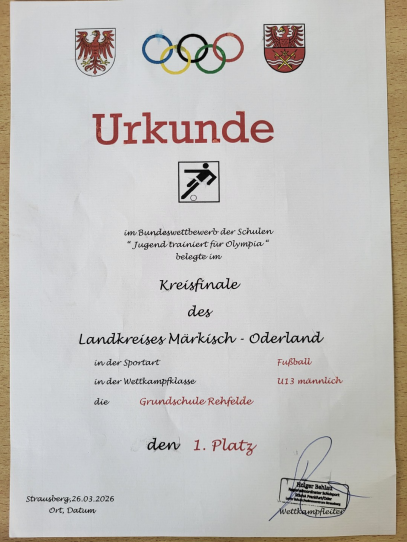 Urkunde
im Bundeswettbewerb der Schulen
" Jugend trainiert für Olympia "
belegte im
Kreisfinale
des
Landkreises Märkisch - Oderland
in der Sportart Fußball
in der Wettkampfklasse U13 männlich
die Grundschule Rehfelde
den 1. Platz
Holger
Strausberg,26.03.2026
Ort, Datum Wettkampfleiter